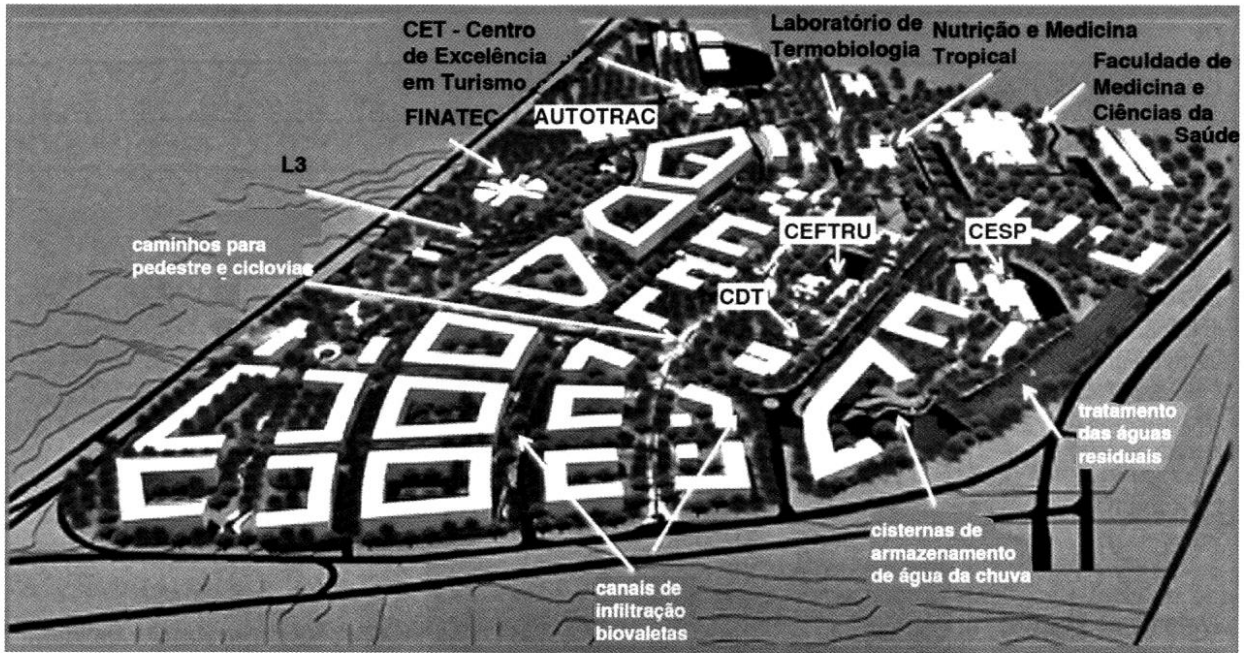 CET - Centro
de Excelência
em Turismo
FINATEC
AUTOTRAC
Laboratório de
Termobiologia
Nutrição e Medicina
Tropical
Faculdade de
Medicina e
Ciências da
Saúde
L3
caminhos para
pedestre e ciclovias
CEFTRU
CESP
CDT
tratamento
das águas
residuais
cisternas de
armazenamento
de água da chuva
canais de
infiltração
biovaletas